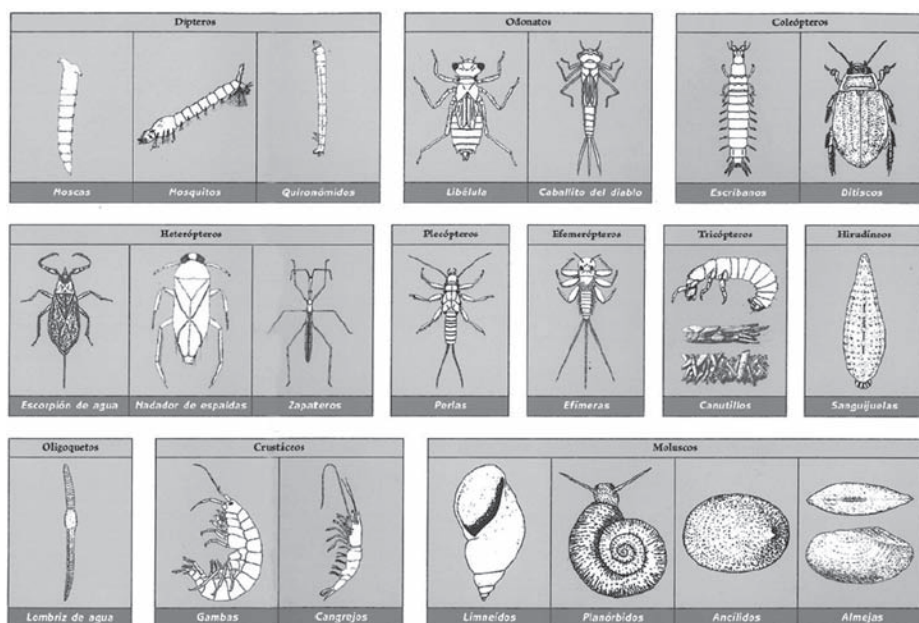 Dípteros
Moscas
Mosquitos
Quironómidos
Odonatos
Libélula
Caballito del diablo
Coleópteros
Escribanos
Ditiscos
Heterópteros
Escorpión de agua
Nadador de espaldas
Zapateros
Plecópteros
Perlas
Efemerópteros
Efímeras
Tricópteros
Canutillos
Hirudíneos
Sanguijuelas
Oligoquetos
Lombriz de agua
Crustáceos
Gambas
Cangrejos
Moluscos
Limneidos
Planórbidos
Ancílidos
Almejas